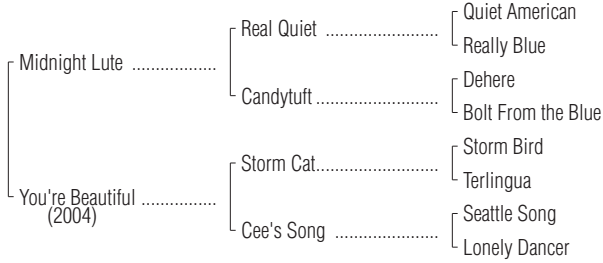 Quiet American
Real Quiet ....................
Really Blue
Midnight Lute ...............
Dehere
Candytuft ......................
Bolt From the Blue
Storm Bird
Storm Cat......................
Terlingua
You're Beautiful .............
(2004)
Seattle Song
Cee's Song ..................
Lonely Dancer